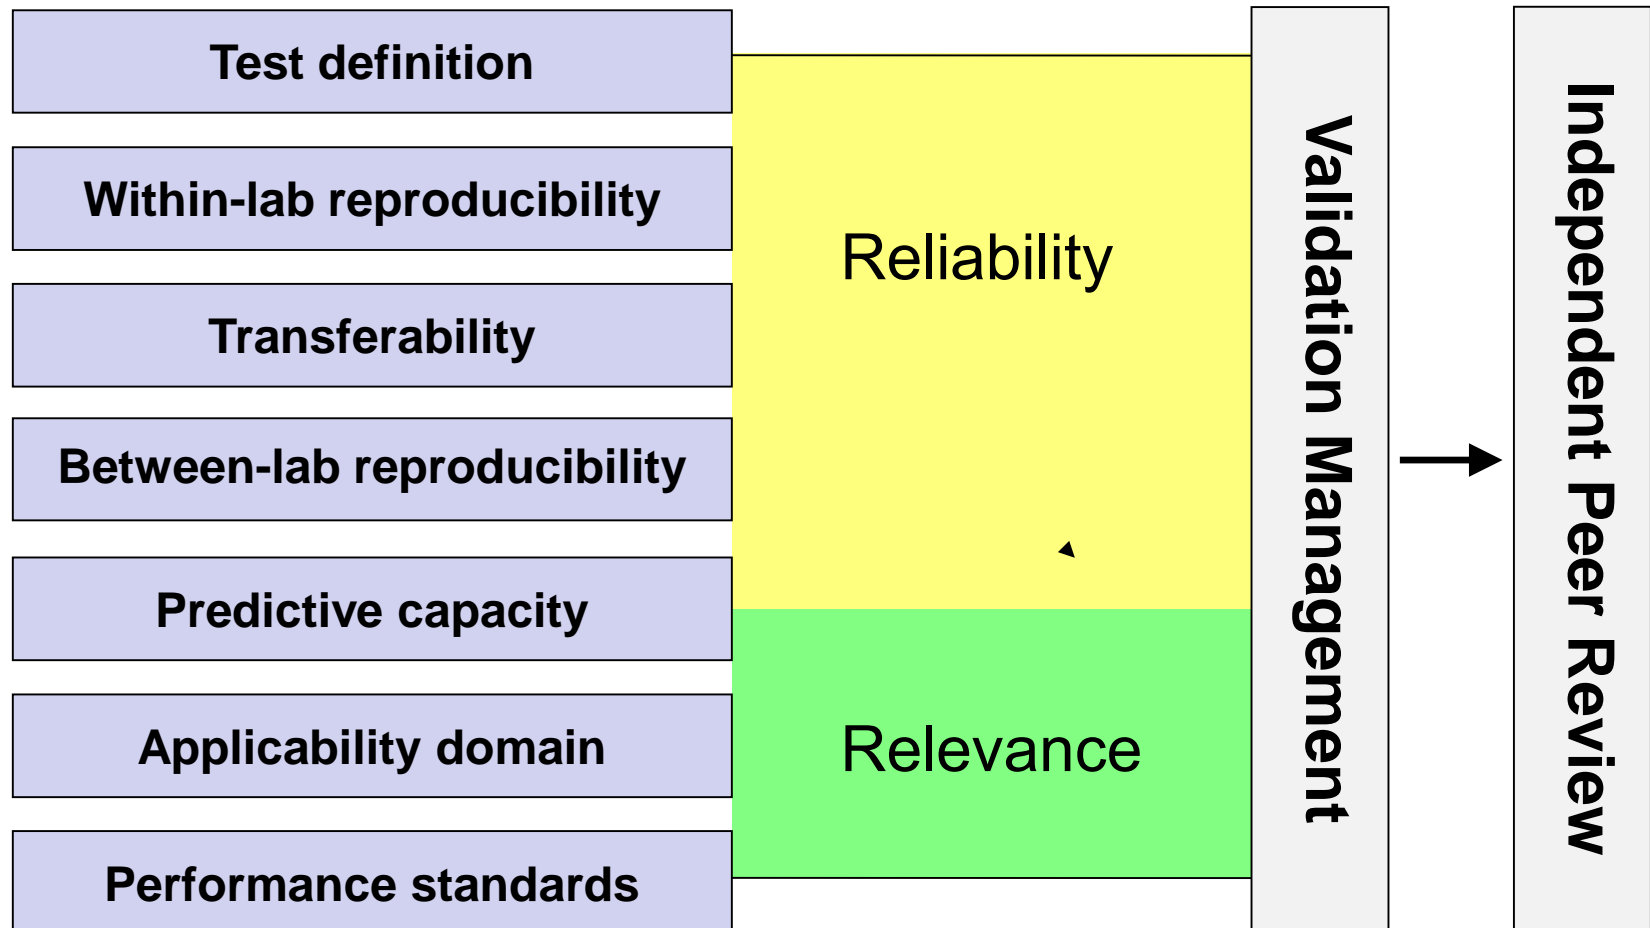 Test definition
Within-lab reproducibility
Transferability
Between-lab reproducibility
Predictive capacity
Applicability domain
Performance standards
Reliability
Relevance
Validation Management
Independent Peer Review